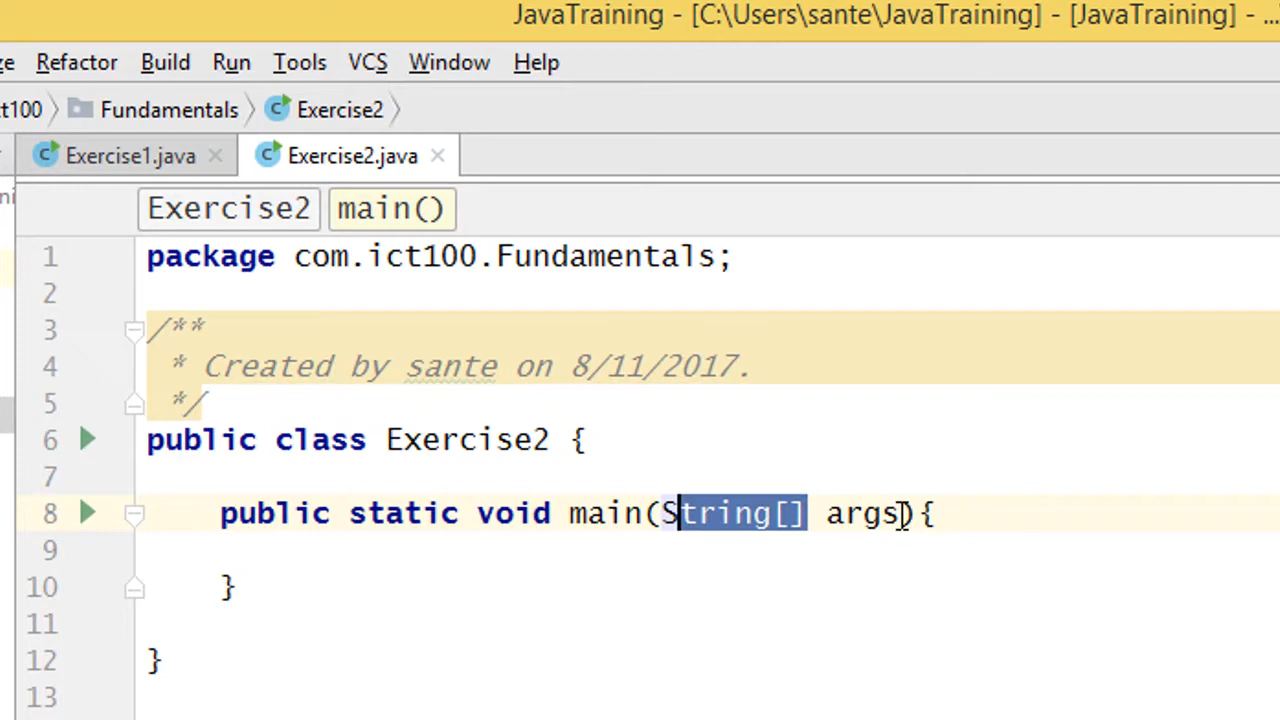 JavaTraining - [C:\Users\sante\JavaTraining] - [JavaTraining] - ...
ze Refactor Build Run Tools VCS Window Help
ct100 Fundamentals Exercise2
Exercise1.java Exercise2.java
ni
Exercise2 main()
1 package com.ict100.Fundamentals;
2
3 /**
4 * Created by sante on 8/11/2017.
5 */
6 public class Exercise2 {
7
8 public static void main(String[] args){
9
10 }
11
12 }
13